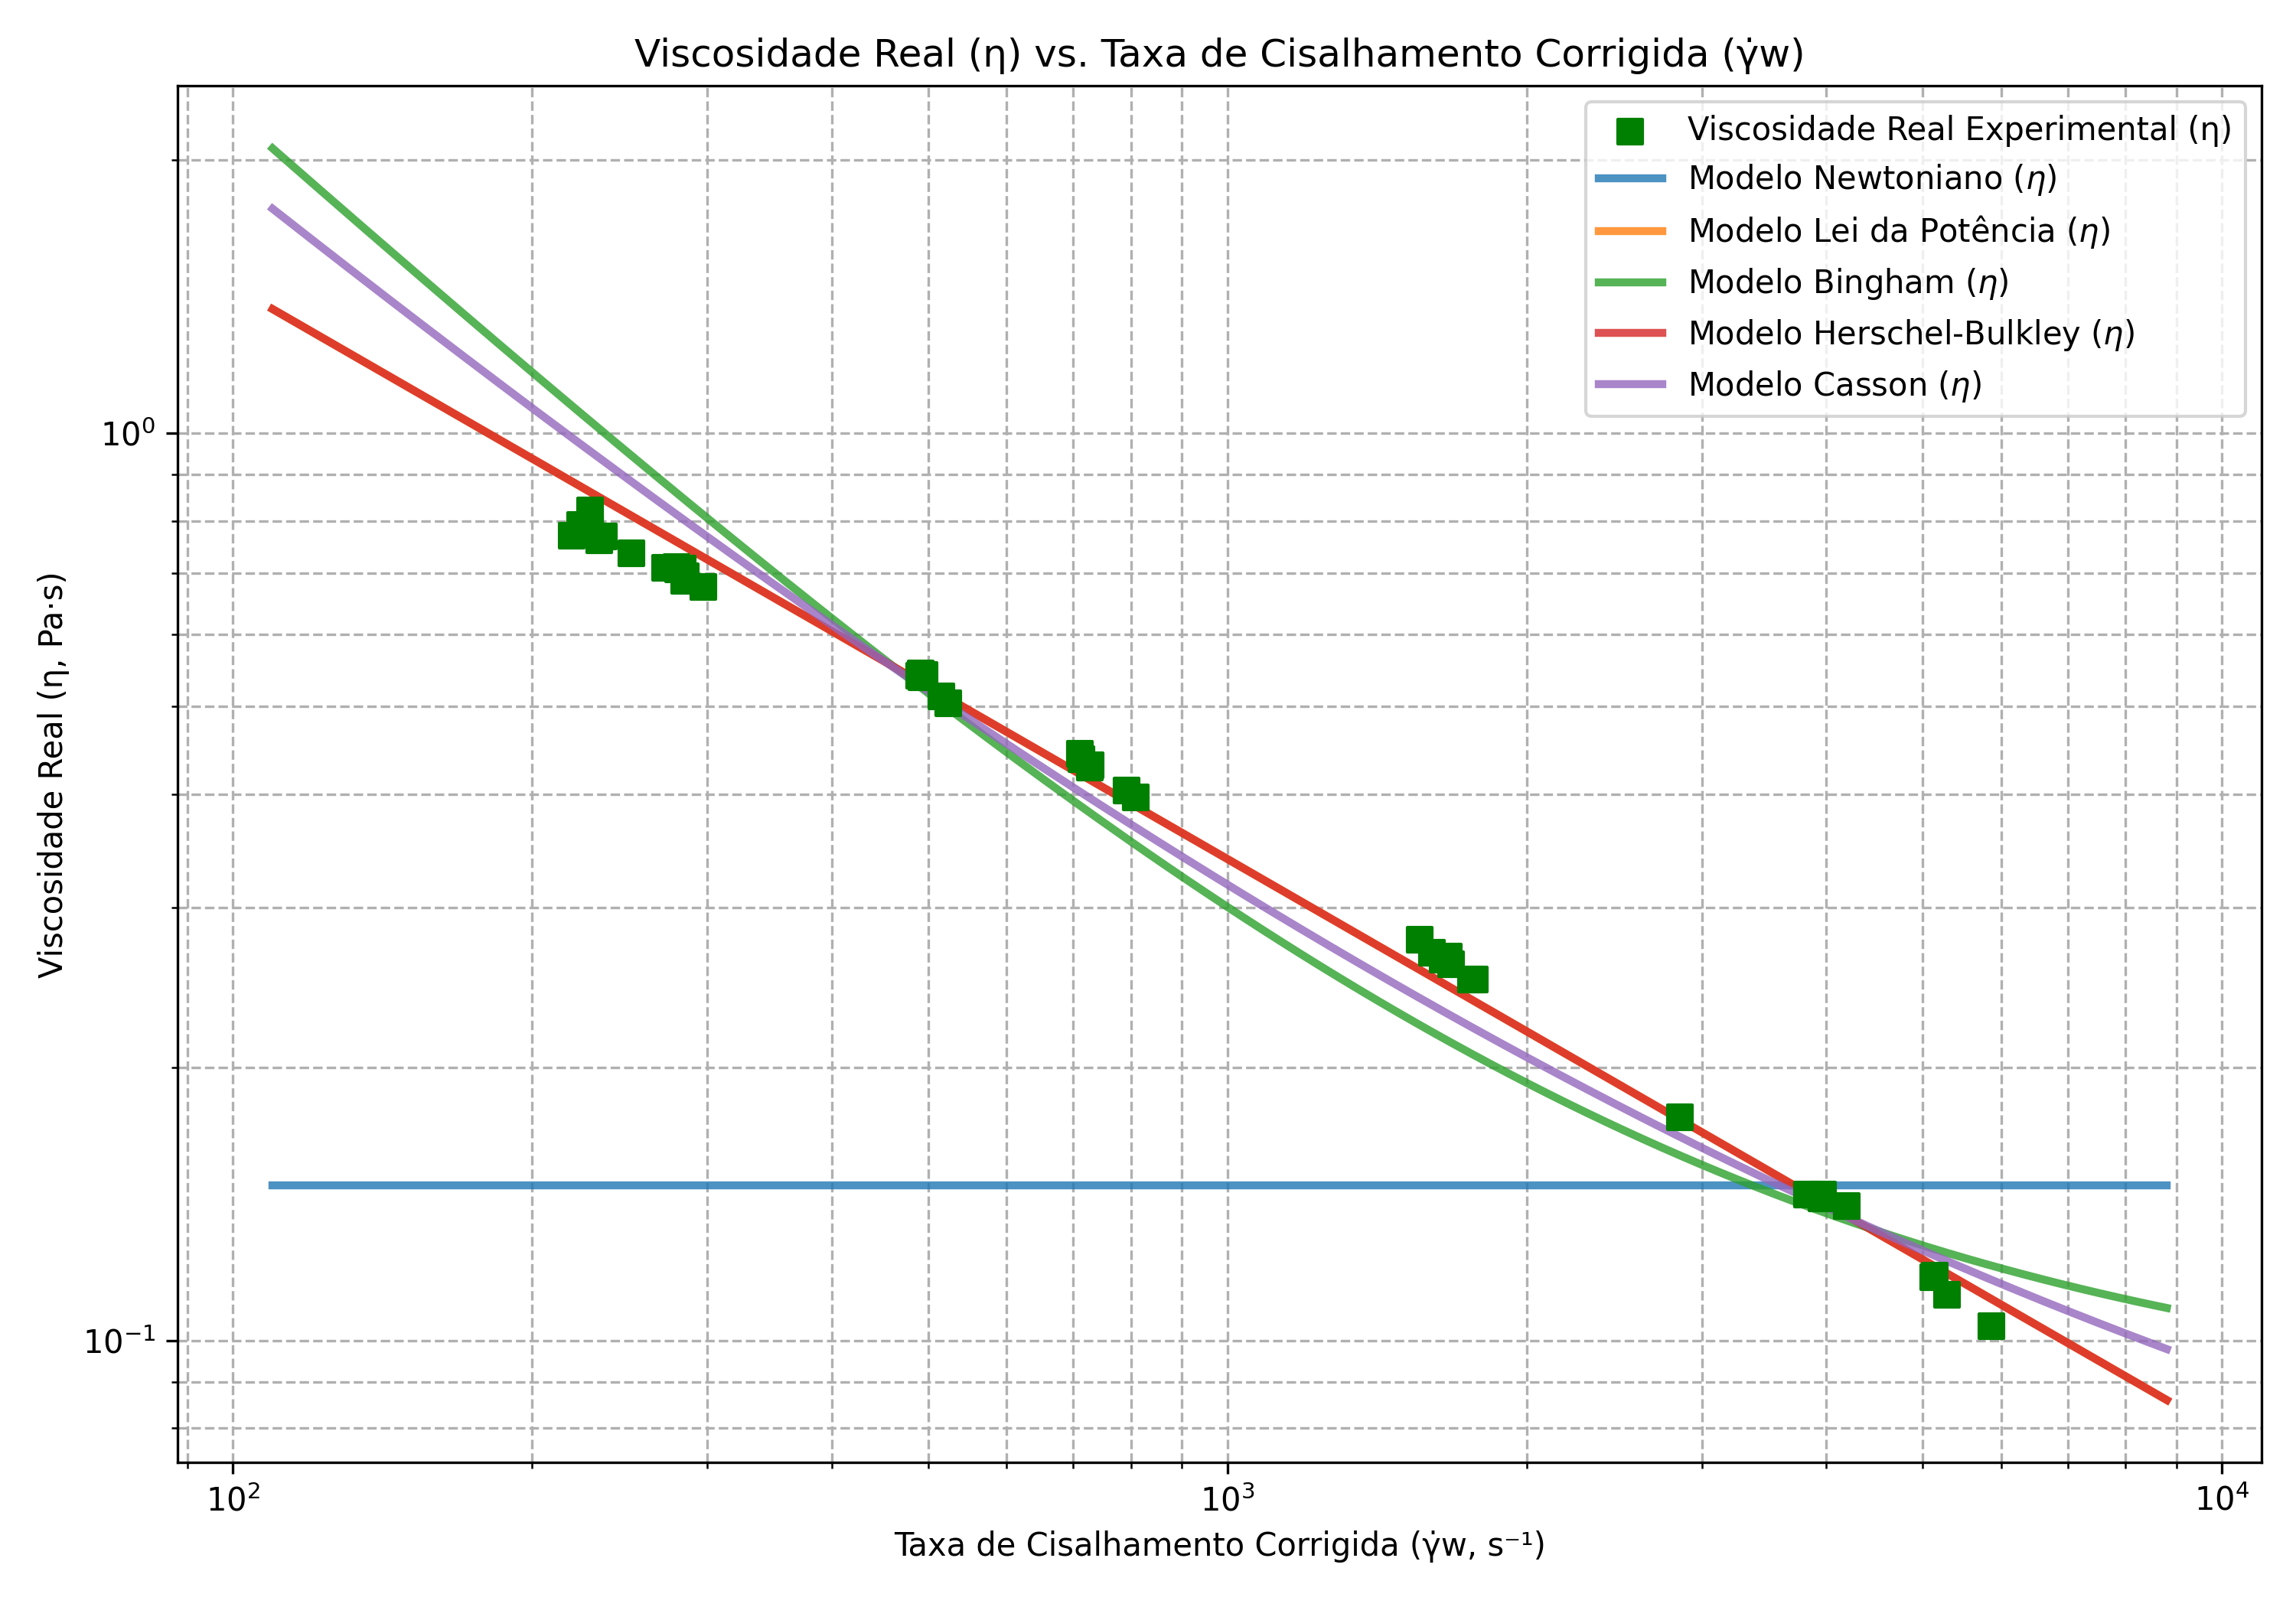 Viscosidade Real (η) vs. Taxa de Cisalhamento Corrigida (γ̇w)
Viscosidade Real Experimental (η)
Modelo Newtoniano (η)
Modelo Lei da Potência (η)
Modelo Bingham (η)
Modelo Herschel-Bulkley (η)
Modelo Casson (η)
Viscosidade Real (η, Pa·s)
10⁰
10⁻¹
10² 10³ 10⁴
Taxa de Cisalhamento Corrigida (γ̇w, s⁻¹)